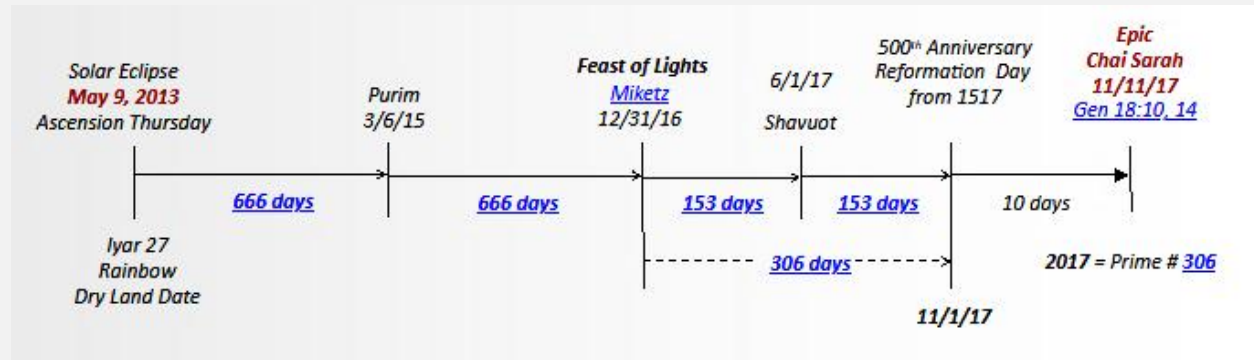 Solar Eclipse
May 9, 2013
Ascension Thursday
Purim
3/6/15
Feast of Lights
Miketz
12/31/16
6/1/17
Shavuot
500th Anniversary
Reformation Day
from 1517
Epic
Chai Sarah
11/11/17
Gen 18:10, 14
666 days
666 days
153 days
153 days
10 days
Iyar 27
Rainbow
Dry Land Date
306 days
2017 = Prime # 306
11/1/17